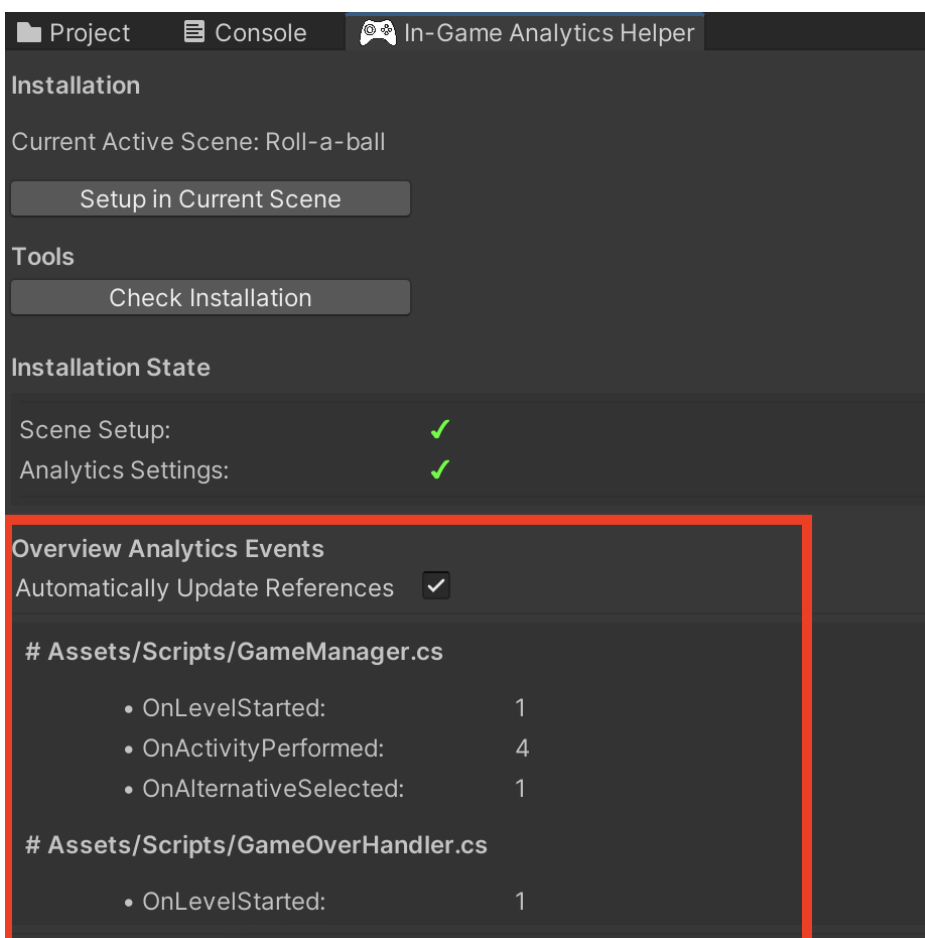 Project Console In-Game Analytics Helper
Installation
Current Active Scene: Roll-a-ball
Setup in Current Scene
Tools
Check Installation
Installation State
Scene Setup: ✓
Analytics Settings: ✓
Overview Analytics Events
Automatically Update References
# Assets/Scripts/GameManager.cs
• OnLevelStarted: 1
• OnActivityPerformed: 4
• OnAlternativeSelected: 1
# Assets/Scripts/GameOverHandler.cs
• OnLevelStarted: 1